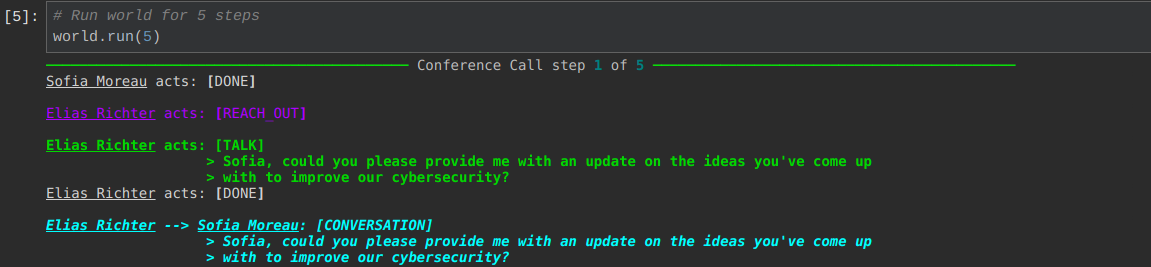 [5]: # Run world for 5 steps
world.run(5)
Conference Call step 1 of 5
Sofia Moreau acts: [DONE]
Elias Richter acts: [REACH_OUT]
Elias Richter acts: [TALK]
> Sofia, could you please provide me with an update on the ideas you've come up
> with to improve our cybersecurity?
Elias Richter acts: [DONE]
Elias Richter --> Sofia Moreau: [CONVERSATION]
> Sofia, could you please provide me with an update on the ideas you've come up
> with to improve our cybersecurity?